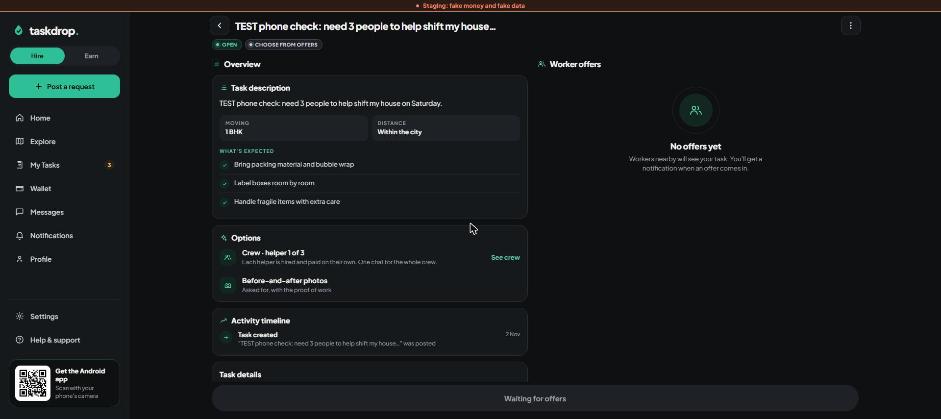 Staging: fake money and fake data
taskdrop.
Hire
Earn
+ Post a request
Home
Explore
My Tasks
3
Wallet
Messages
Notifications
Profile
Settings
Help & support
Get the Android app
Scan with your phone's camera
TEST phone check: need 3 people to help shift my house...
OPEN
CHOOSE FROM OFFERS
Overview
Task description
TEST phone check: need 3 people to help shift my house on Saturday.
MOVING
1 BHK
DISTANCE
Within the city
WHAT'S EXPECTED
Bring packing material and bubble wrap
Label boxes room by room
Handle fragile items with extra care
Options
Crew · helper 1 of 3
Each helper is hired and paid on their own. One chat for the whole crew.
See crew
Before-and-after photos
Asked for, with the proof of work
Activity timeline
Task created
2 Nov
"TEST phone check: need 3 people to help shift my house..." was posted
Task details
Worker offers
No offers yet
Workers nearby will see your task. You'll get a
notification when an offer comes in.
Waiting for offers